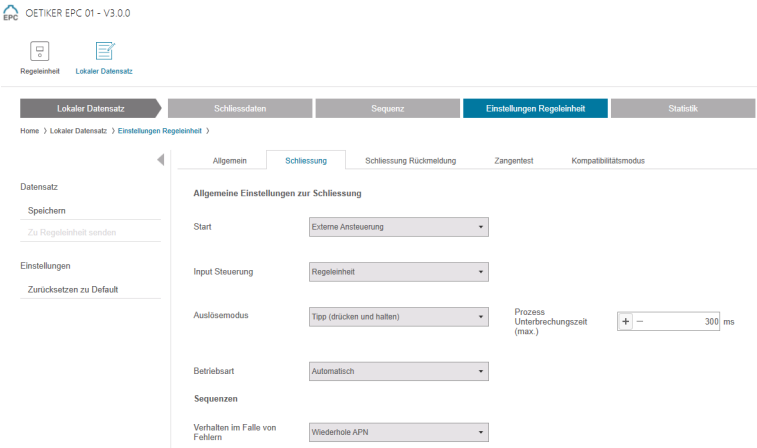 EPC OETIKER EPC 01 - V3.0.0
Regeleinheit Lokaler Datensatz
Lokaler Datensatz Schliessdaten Sequenz Einstellungen Regeleinheit Statistik
Home > Lokaler Datensatz > Einstellungen Regeleinheit >
Allgemein Schliessung Schliessung Rückmeldung Zangentest Kompatibilitätsmodus
Datensatz
Speichern
Zu Regeleinheit senden
Einstellungen
Zurücksetzen zu Default
Allgemeine Einstellungen zur Schliessung
Start Externe Ansteuerung
Input Steuerung Regeleinheit
Auslösemodus Tipp (drücken und halten)
Prozess
Unterbrechungszeit
(max.)
+ − 300 ms
Betriebsart Automatisch
Sequenzen
Verhalten im Falle von
Fehlern
Wiederhole APN